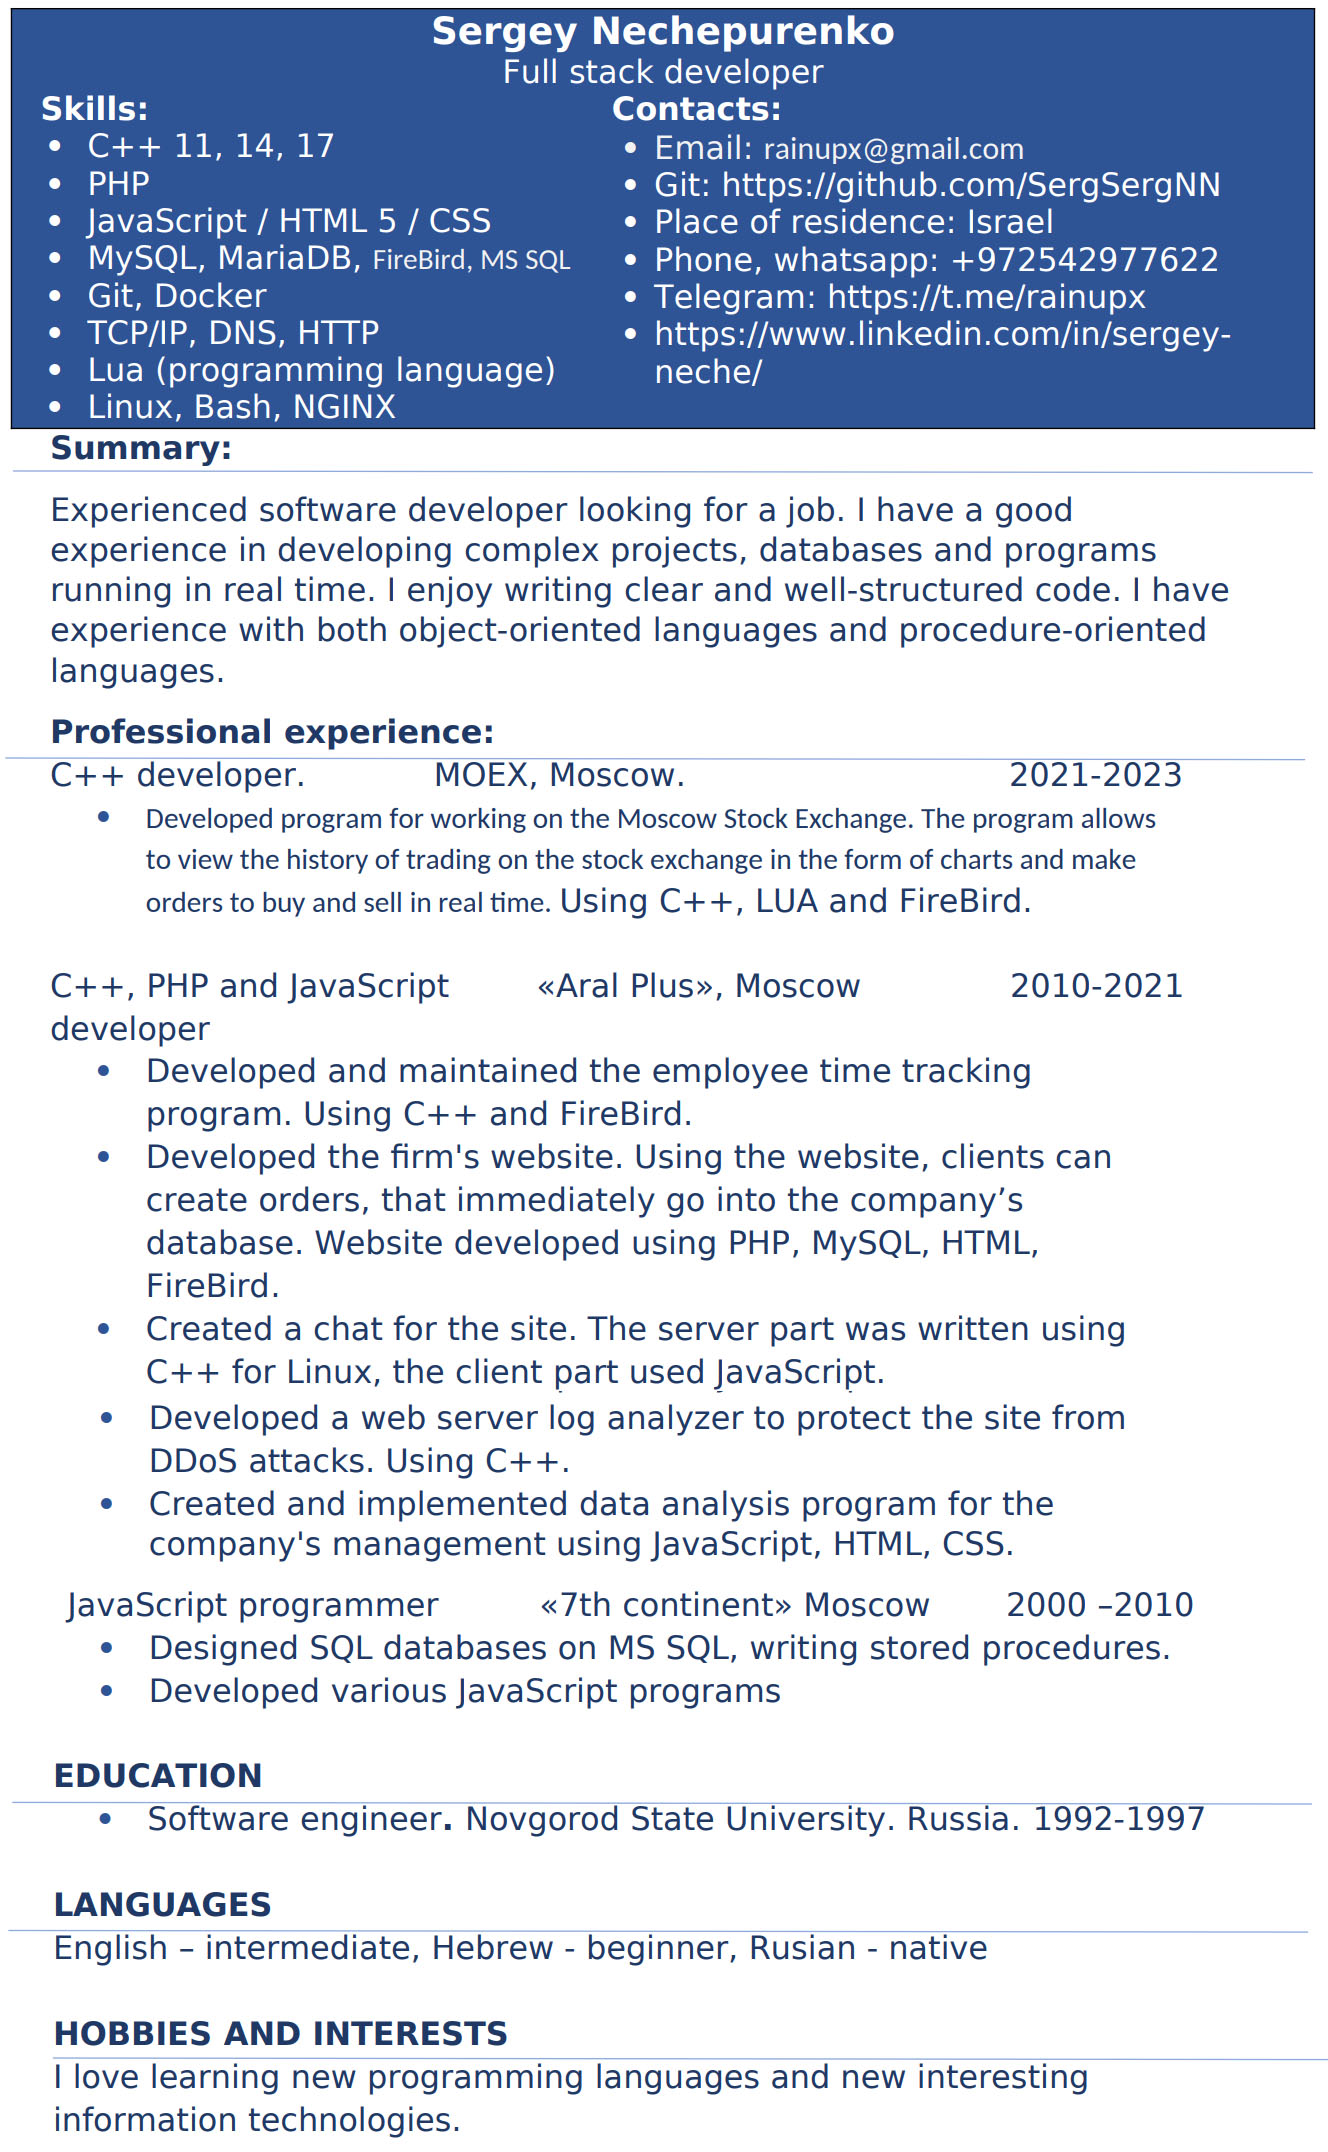 Sergey Nechepurenko
Full stack developer
Skills:
• C++ 11, 14, 17
• PHP
• JavaScript / HTML 5 / CSS
• MySQL, MariaDB, FireBird, MS SQL
• Git, Docker
• TCP/IP, DNS, HTTP
• Lua (programming language)
• Linux, Bash, NGINX
Contacts:
• Email: rainupx@gmail.com
• Git: https://github.com/SergSergNN
• Place of residence: Israel
• Phone, whatsapp: +972542977622
• Telegram: https://t.me/rainupx
• https://www.linkedin.com/in/sergey-
neche/
Summary:
Experienced software developer looking for a job. I have a good
experience in developing complex projects, databases and programs
running in real time. I enjoy writing clear and well-structured code. I have
experience with both object-oriented languages and procedure-oriented
languages.
Professional experience:
C++ developer. MOEX, Moscow. 2021-2023
• Developed program for working on the Moscow Stock Exchange. The program allows
to view the history of trading on the stock exchange in the form of charts and make
orders to buy and sell in real time. Using C++, LUA and FireBird.
C++, PHP and JavaScript «Aral Plus», Moscow 2010-2021
developer
• Developed and maintained the employee time tracking
program. Using C++ and FireBird.
• Developed the firm's website. Using the website, clients can
create orders, that immediately go into the company’s
database. Website developed using PHP, MySQL, HTML,
FireBird.
• Created a chat for the site. The server part was written using
C++ for Linux, the client part used JavaScript.
• Developed a web server log analyzer to protect the site from
DDoS attacks. Using C++.
• Created and implemented data analysis program for the
company's management using JavaScript, HTML, CSS.
JavaScript programmer «7th continent» Moscow 2000 –2010
• Designed SQL databases on MS SQL, writing stored procedures.
• Developed various JavaScript programs
EDUCATION
• Software engineer. Novgorod State University. Russia. 1992-1997
LANGUAGES
English – intermediate, Hebrew - beginner, Rusian - native
HOBBIES AND INTERESTS
I love learning new programming languages and new interesting
information technologies.